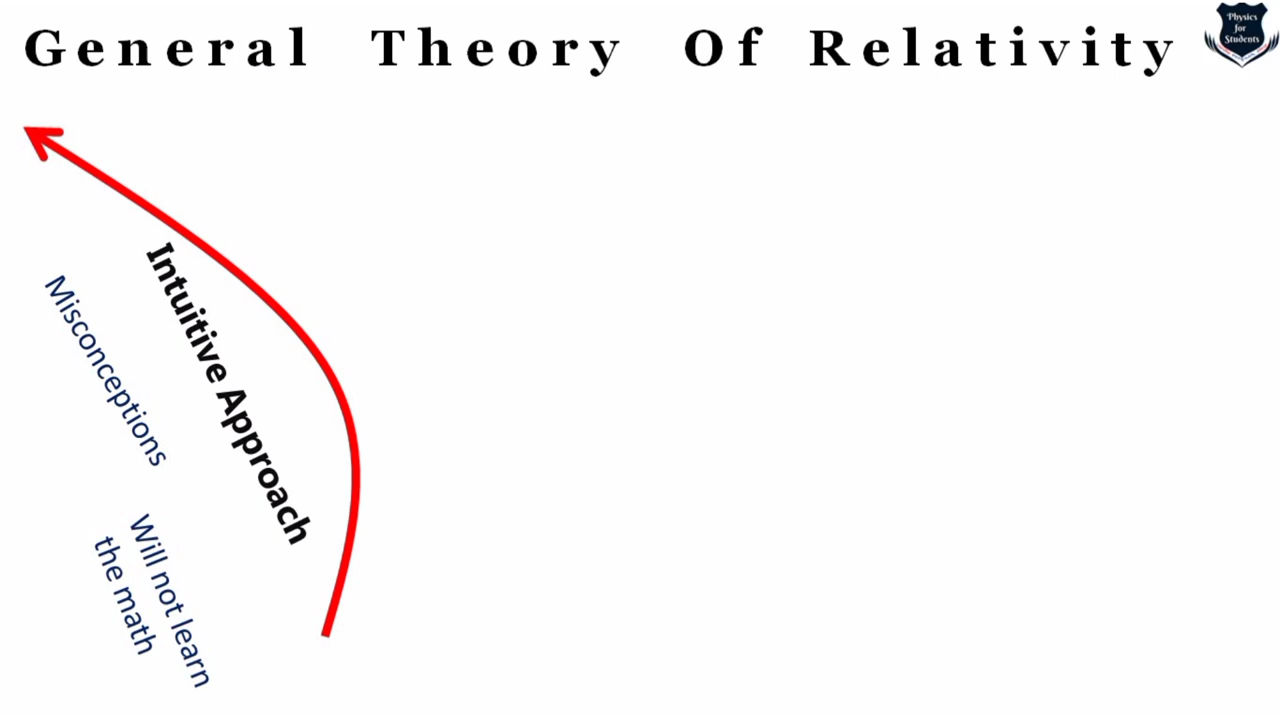 General Theory Of Relativity
Physics
for
Students
Intuitive Approach
Misconceptions
Will not learn
the math